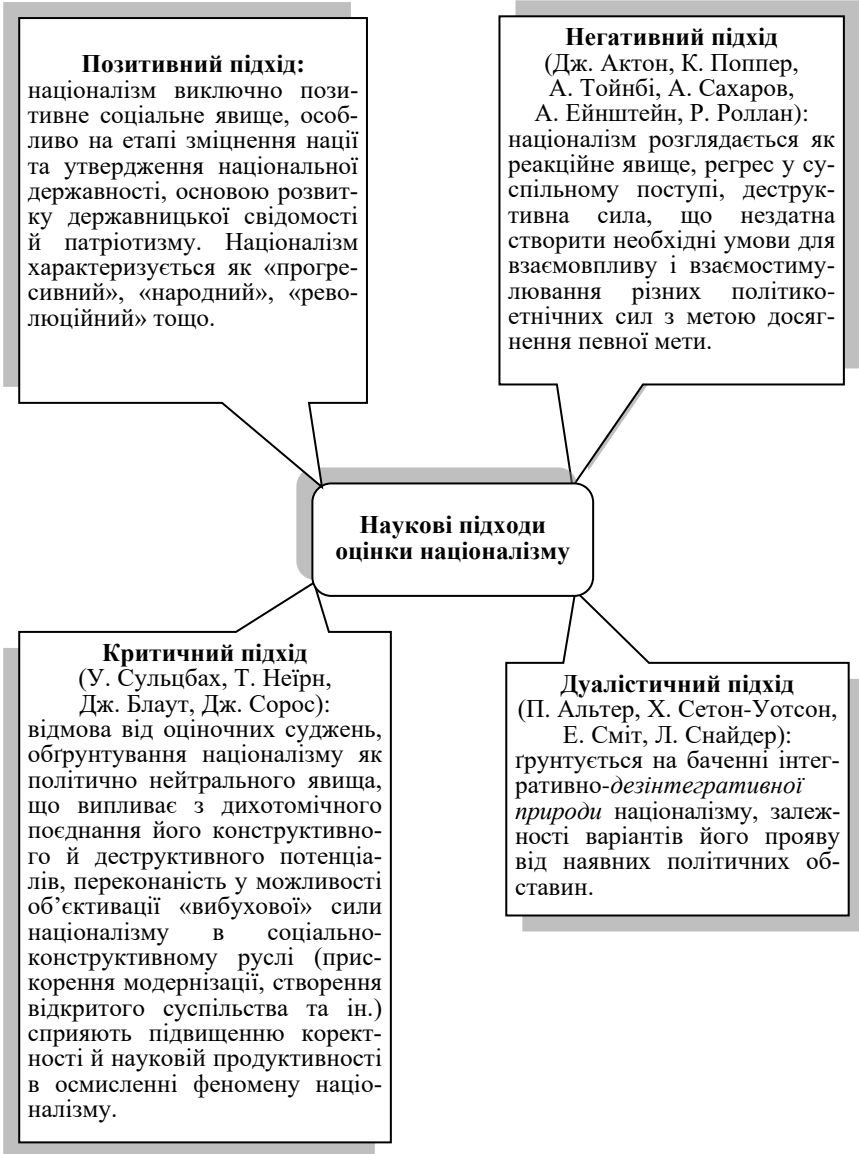 Позитивний підхід:
націоналізм виключно пози-
тивне соціальне явище, особ-
ливо на етапі зміцнення нації
та утвердження національної
державності, основою розвит-
ку державницької свідомості
й патріотизму. Націоналізм
характеризується як «прогре-
сивний», «народний», «рево-
люційний» тощо.
Негативний підхід
(Дж. Актон, К. Поппер,
А. Тойнбі, А. Сахаров,
А. Ейнштейн, Р. Роллан):
націоналізм розглядається як
реакційне явище, регрес у су-
спільному поступі, деструк-
тивна сила, що нездатна
створити необхідні умови для
взаємовпливу і взаємостиму-
лювання різних політико-
етнічних сил з метою досяг-
нення певної мети.
Наукові підходи
оцінки націоналізму
Критичний підхід
(У. Сульцбах, Т. Неїрн,
Дж. Блаут, Дж. Сорос):
відмова від оціночних суджень,
обґрунтування націоналізму як
політично нейтрального явища,
що випливає з дихотомічного
поєднання його конструктивно-
го й деструктивного потенціа-
лів, переконаність у можливості
об’єктивації «вибухової» сили
націоналізму в соціально-
конструктивному руслі (прис-
корення модернізації, створення
відкритого суспільства та ін.)
сприяють підвищенню корект-
ності й науковій продуктивності
в осмисленні феномену націо-
налізму.
Дуалістичний підхід
(П. Альтер, Х. Сетон-Уотсон,
Е. Сміт, Л. Снайдер):
ґрунтується на баченні інтег-
ративно-дезінтегративної
природи націоналізму, залеж-
ності варіантів його прояву
від наявних політичних об-
ставин.